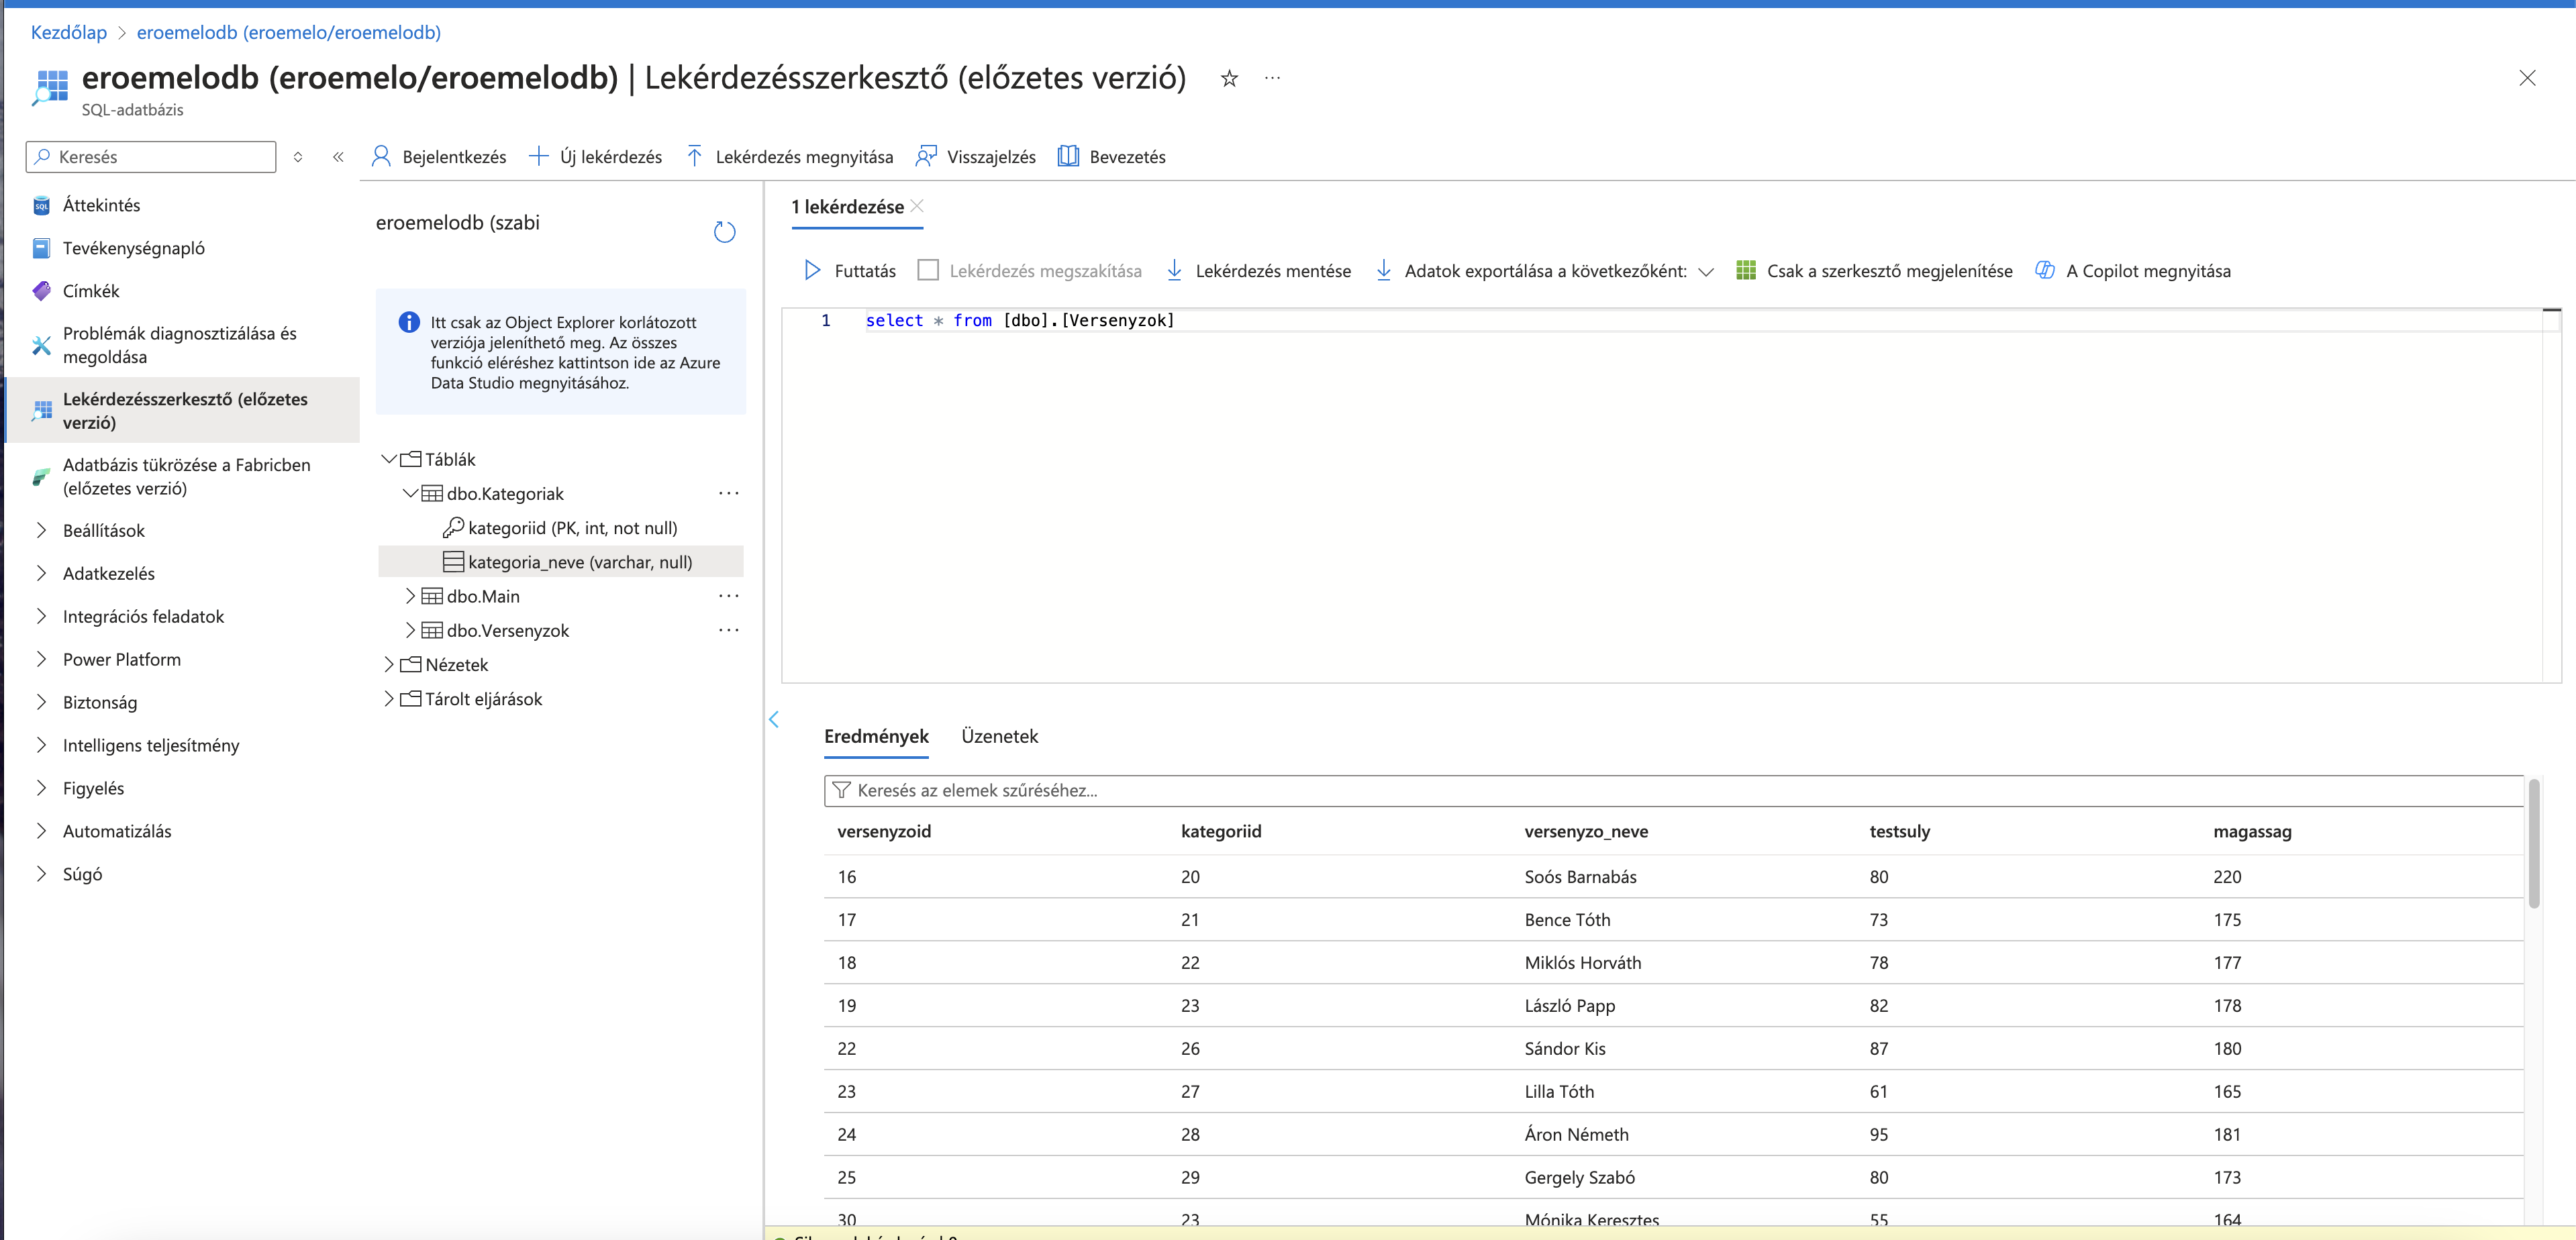 Kezdőlap > eroemelodb (eroemelo/eroemelodb)
eroemelodb (eroemelo/eroemelodb) | Lekérdezésszerkesztő (előzetes verzió)
SQL-adatbázis
Keresés
Áttekintés
Tevékenységnapló
Címkék
Problémák diagnosztizálása és
megoldása
Lekérdezésszerkesztő (előzetes
verzió)
Adatbázis tükrözése a Fabricben
(előzetes verzió)
Beállítások
Adatkezelés
Integrációs feladatok
Power Platform
Biztonság
Intelligens teljesítmény
Figyelés
Automatizálás
Súgó
Bejelentkezés Új lekérdezés Lekérdezés megnyitása Visszajelzés Bevezetés
eroemelodb (szabi
Itt csak az Object Explorer korlátozott
verziója jeleníthető meg. Az összes
funkció eléréshez kattintson ide az Azure
Data Studio megnyitásához.
Táblák
dbo.Kategoriak
kategoriid (PK, int, not null)
kategoria_neve (varchar, null)
dbo.Main
dbo.Versenyzok
Nézetek
Tárolt eljárások
1 lekérdezése
Futtatás Lekérdezés megszakítása Lekérdezés mentése Adatok exportálása a következőként: Csak a szerkesztő megjelenítése A Copilot megnyitása
1 select * from [dbo].[Versenyzok]
Eredmények Üzenetek
Keresés az elemek szűréséhez...
versenyzoid kategoriid versenyzo_neve testsuly magassag
16 20 Soós Barnabás 80 220
17 21 Bence Tóth 73 175
18 22 Miklós Horváth 78 177
19 23 László Papp 82 178
22 26 Sándor Kis 87 180
23 27 Lilla Tóth 61 165
24 28 Áron Németh 95 181
25 29 Gergely Szabó 80 173
30 23 Mónika Keresztes 55 164